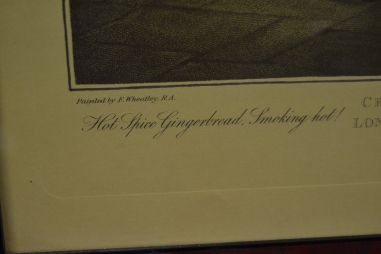 Painted by F. Wheatley, R.A.
Hot Spice Gingerbread, Smoking hot!